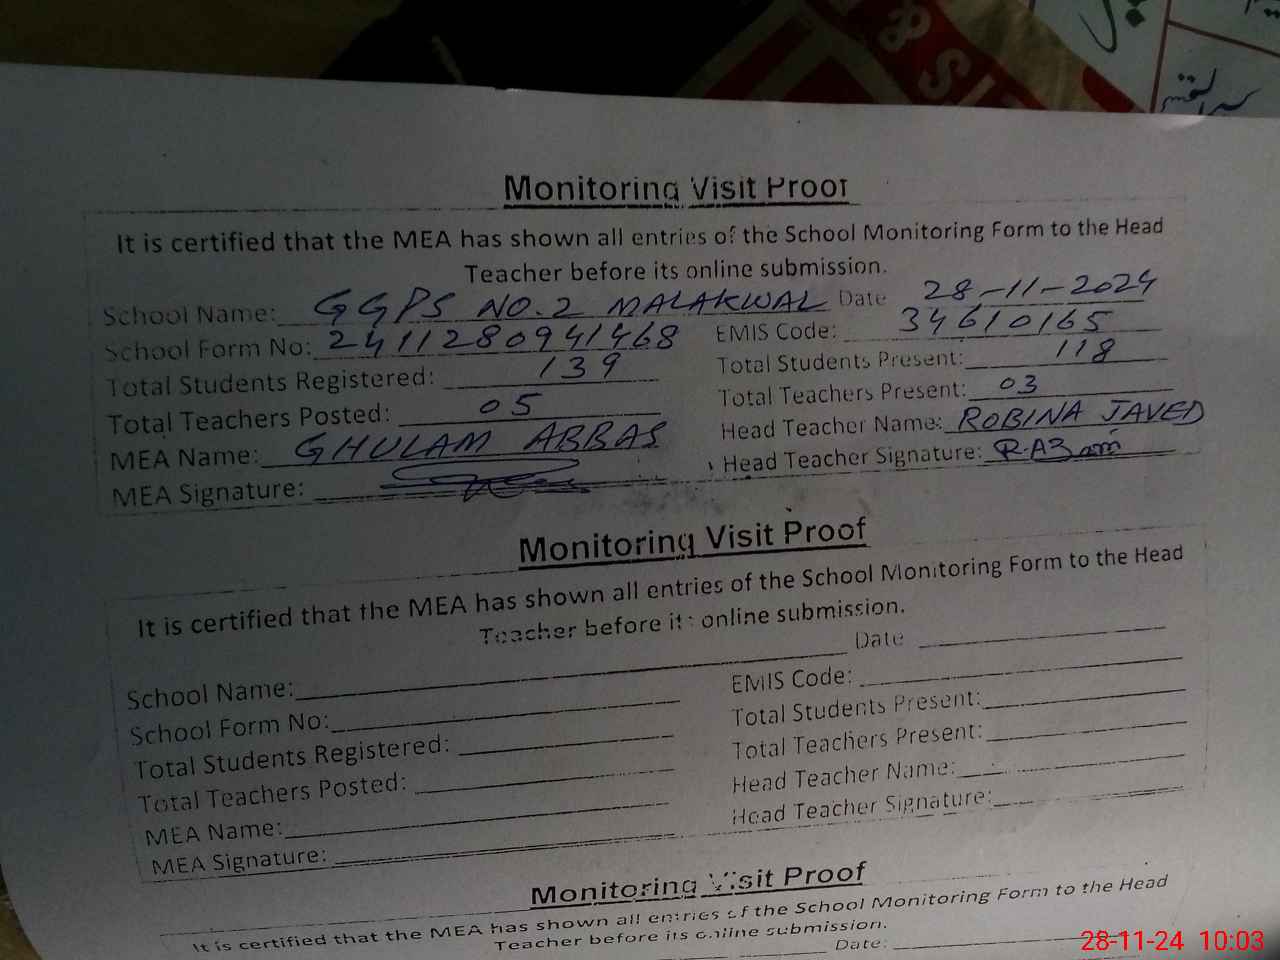 & SI
Monitoring Visit Proof
It is certified that the MEA has shown all entries of the School Monitoring Form to the Head
Teacher before its online submission.
School Name: GGPS NO.2 MALAKWAL Date 28-11-2024
School Form No: 2411280941468 EMIS Code: 34610165
Total Students Registered: 139 Total Students Present: 118
Total Teachers Posted: 05 Total Teachers Present: 03
MEA Name: GHULAM ABBAS Head Teacher Name: ROBINA JAVED
MEA Signature: Head Teacher Signature:
Monitoring Visit Proof
It is certified that the MEA has shown all entries of the School Monitoring Form to the Head
Teacher before its online submission.
School Name: Date
School Form No: EMIS Code:
Total Students Registered: Total Students Present:
Total Teachers Posted: Total Teachers Present:
MEA Name: Head Teacher Name:
MEA Signature: Head Teacher Signature:
Monitoring Visit Proof
It is certified that the MEA has shown all entries of the School Monitoring Form to the Head
Teacher before its online submission.
Date:
28-11-24 10:03